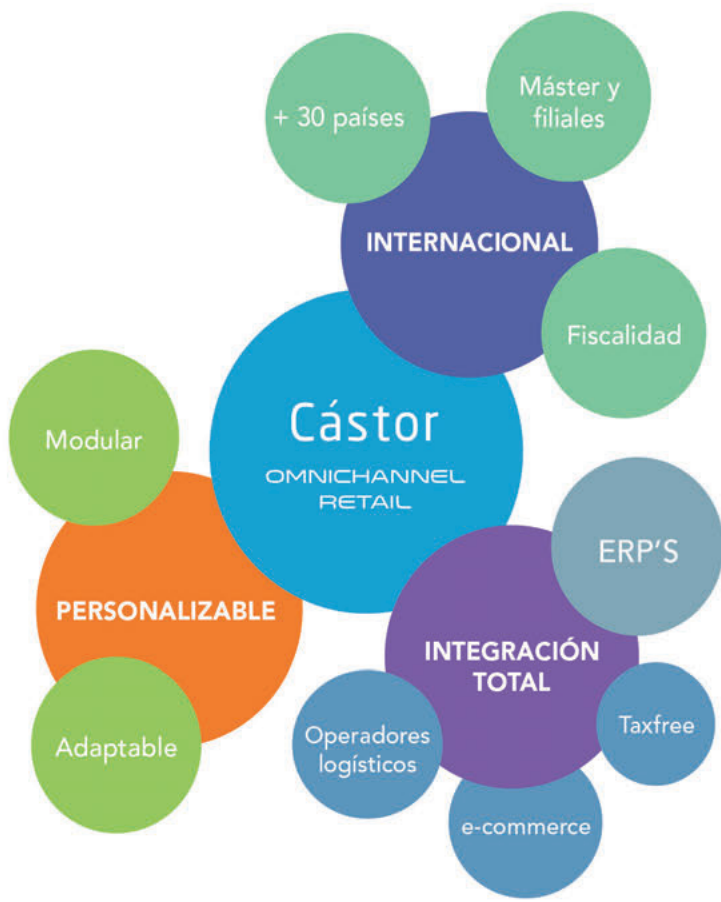 + 30 países
Máster y
filiales
INTERNACIONAL
Fiscalidad
Cástor
OMNICHANNEL
RETAIL
Modular
PERSONALIZABLE
Adaptable
ERP’S
INTEGRACIÓN
TOTAL
Operadores
logísticos
Taxfree
e-commerce